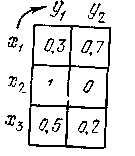 y₁ y₂
x₁ 0,3 0,7
x₂ 1 0
x₃ 0,5 0,2